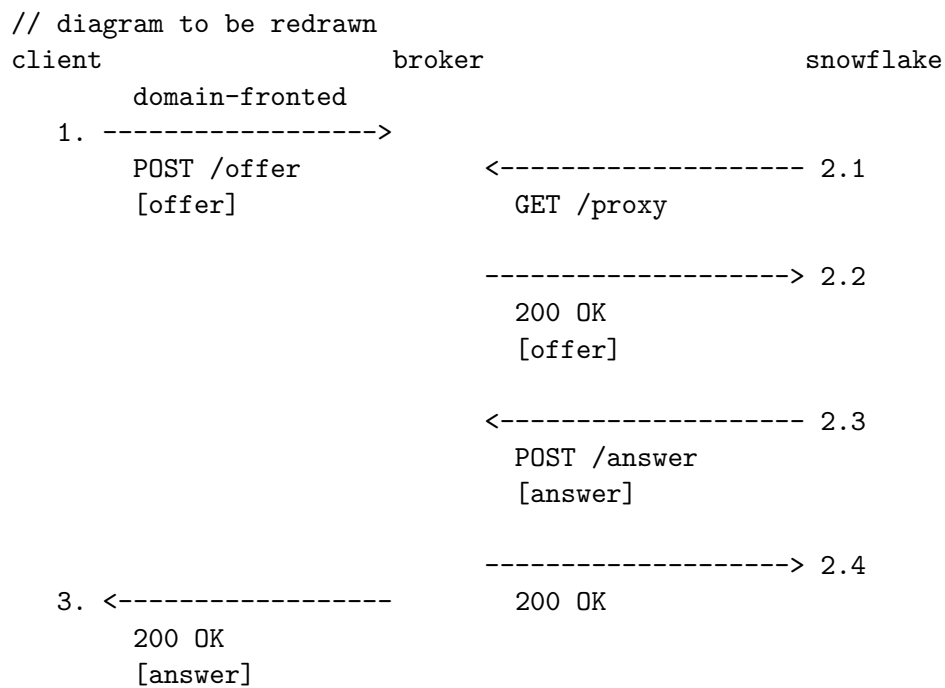 // diagram to be redrawn
client broker snowflake
domain-fronted
1. ------------------>
POST /offer <-------------------- 2.1
[offer] GET /proxy
--------------------> 2.2
200 OK
[offer]
<-------------------- 2.3
POST /answer
[answer]
--------------------> 2.4
3. <------------------ 200 OK
200 OK
[answer]